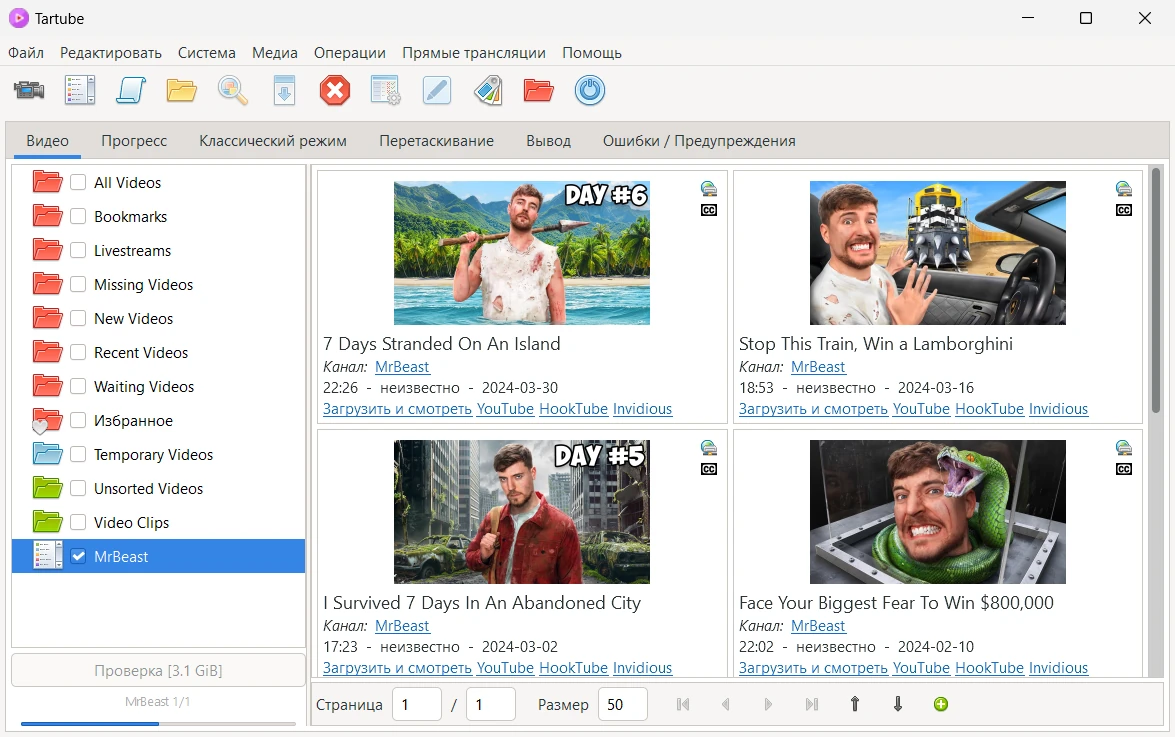 Tartube
Файл Редактировать Система Медиа Операции Прямые трансляции Помощь
Видео Прогресс Классический режим Перетаскивание Вывод Ошибки / Предупреждения
All Videos
Bookmarks
Livestreams
Missing Videos
New Videos
Recent Videos
Waiting Videos
Избранное
Temporary Videos
Unsorted Videos
Video Clips
MrBeast
Проверка [3.1 GiB]
MrBeast 1/1
DAY #6
CC
7 Days Stranded On An Island
Канал: MrBeast
22:26 - неизвестно - 2024-03-30
Загрузить и смотреть YouTube HookTube Invidious
CC
Stop This Train, Win a Lamborghini
Канал: MrBeast
18:53 - неизвестно - 2024-03-16
Загрузить и смотреть YouTube HookTube Invidious
DAY #5
CC
I Survived 7 Days In An Abandoned City
Канал: MrBeast
17:23 - неизвестно - 2024-03-02
Загрузить и смотреть YouTube HookTube Invidious
CC
Face Your Biggest Fear To Win $800,000
Канал: MrBeast
22:02 - неизвестно - 2024-02-10
Загрузить и смотреть YouTube HookTube Invidious
Страница 1 / 1 Размер 50